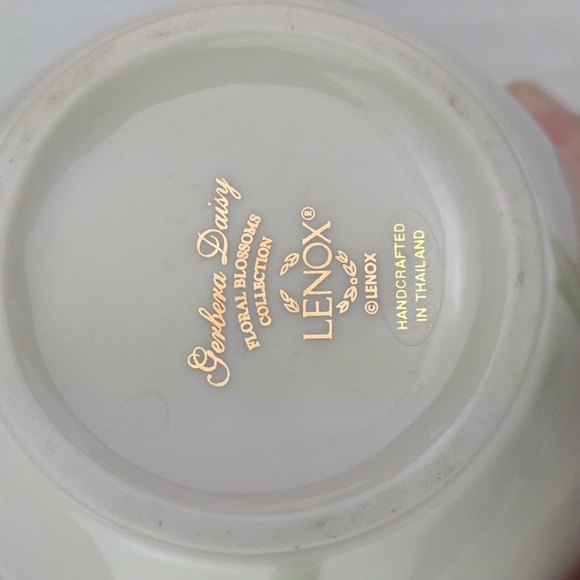 Gerbera Daisy
FLORAL BLOSSOMS
COLLECTION
LENOX®
© LENOX
HANDCRAFTED
IN THAILAND